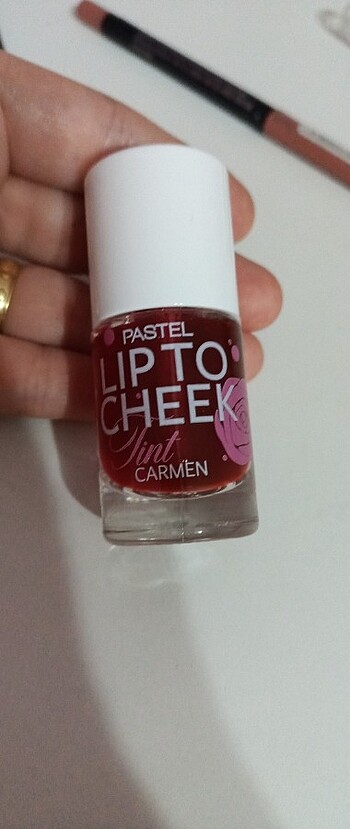 PASTEL
LIP TO
CHEEK
Tint
CARMEN